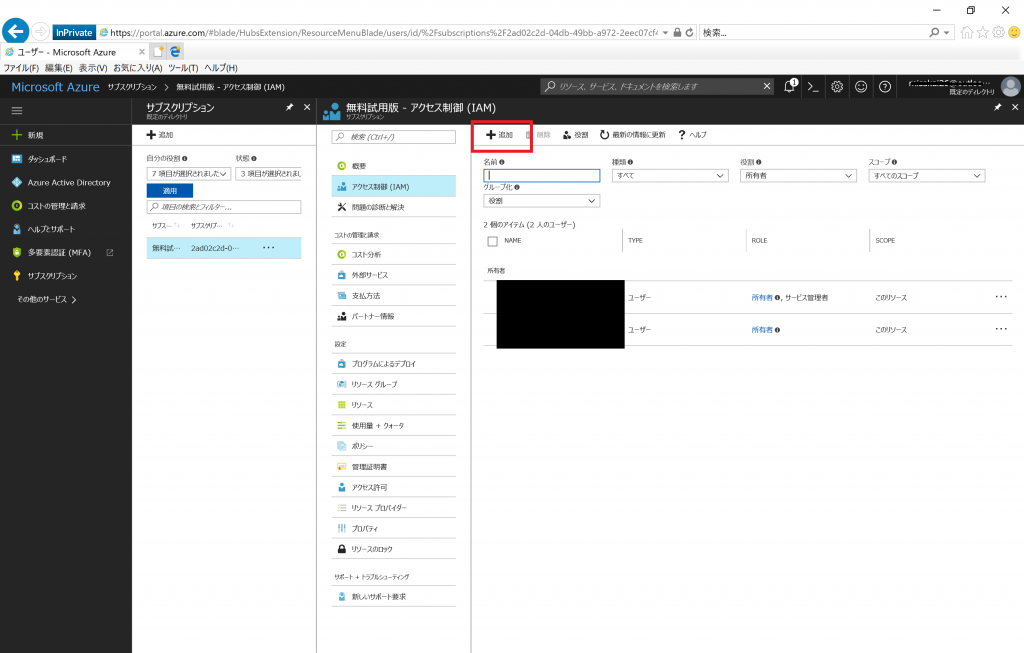 InPrivate
https://portal.azure.com/#blade/HubsExtension/ResourceMenuBlade/users/id/%2Fsubscriptions%2F2ad02c2d-04db-49bb-a972-2eec07cf4
検索...
ユーザー - Microsoft Azure
ファイル(F) 編集(E) 表示(V) お気に入り(A) ツール(T) ヘルプ(H)
Microsoft Azure サブスクリプション > 無料試用版 - アクセス制御 (IAM)
リソース、サービス、ドキュメントを検索します
1
既定のディレクトリ
新規
ダッシュボード
Azure Active Directory
コストの管理と請求
ヘルプとサポート
多要素認証 (MFA)
サブスクリプション
その他のサービス >
サブスクリプション
既定のディレクトリ
追加
自分の役割 状態
7 項目が選択されました 3 項目が選択されまし
適用
項目の検索とフィルター...
サブス… サブスクリプ…
無料試… 2ad02c2d-0… ...
無料試用版 - アクセス制御 (IAM)
サブスクリプション
検索 (Ctrl+/)
概要
アクセス制御 (IAM)
問題の診断と解決
コストの管理と請求
コスト分析
外部サービス
支払方法
パートナー情報
設定
プログラムによるデプロイ
リソース グループ
リソース
使用量 + クォータ
ポリシー
管理証明書
アクセス許可
リソース プロバイダー
プロパティ
リソースのロック
サポート + トラブルシューティング
新しいサポート要求
追加 削除 役割 最新の情報に更新 ? ヘルプ
名前 種類 役割 スコープ
すべて 所有者 すべてのスコープ
グループ化
役割
2 個のアイテム (2 人のユーザー)
NAME TYPE ROLE SCOPE
所有者
ユーザー 所有者, サービス管理者 このリソース ...
ユーザー 所有者 このリソース ...